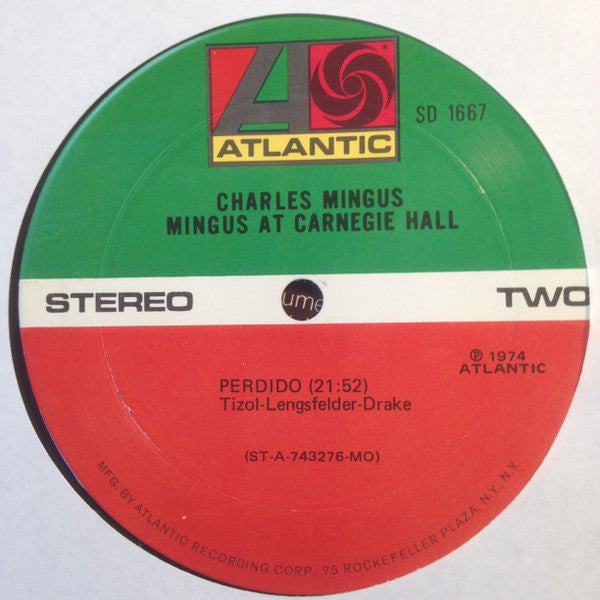 ATLANTIC
SD 1667
CHARLES MINGUS
MINGUS AT CARNEGIE HALL
STEREO
ume
TWO
℗ 1974
ATLANTIC
PERDIDO (21:52)
Tizol-Lengsfelder-Drake
(ST-A-743276-MO)
MFG. BY ATLANTIC RECORDING CORP., 75 ROCKEFELLER PLAZA, N.Y., N.Y.